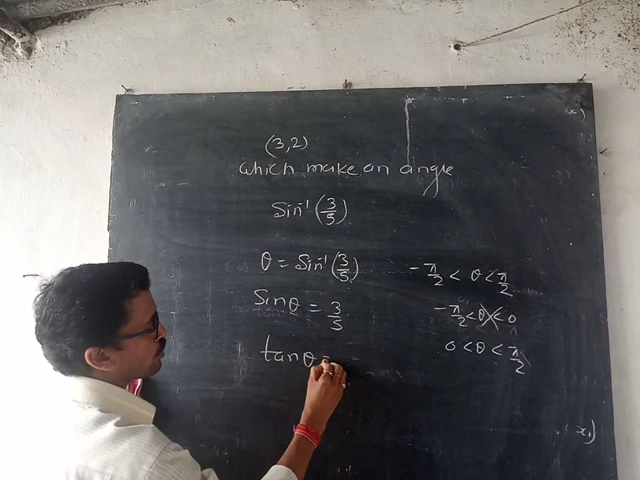 (3,2)
which make an angle
Sin⁻¹(3/5)
θ = Sin⁻¹(3/5)
-π/2 < θ < π/2
Sinθ = 3/5
-π/2 < θ < 0
tanθ =
0 < θ < π/2
x₁)